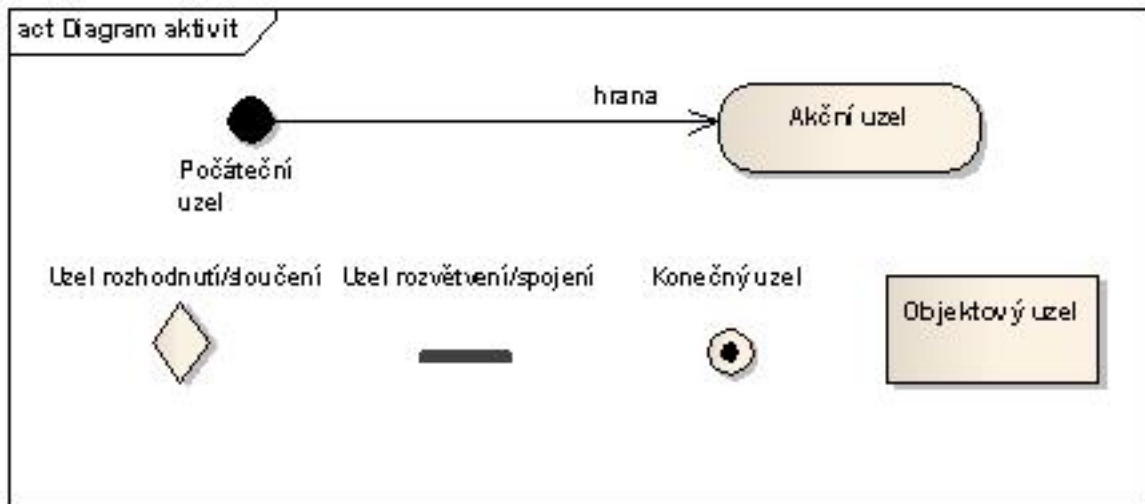 act Diagram aktivit
hrana
Akční uzel
Počáteční
uzel
Uzel rozhodnutí/sloučení
Uzel rozvětvení/spojení
Konečný uzel
Objektový uzel